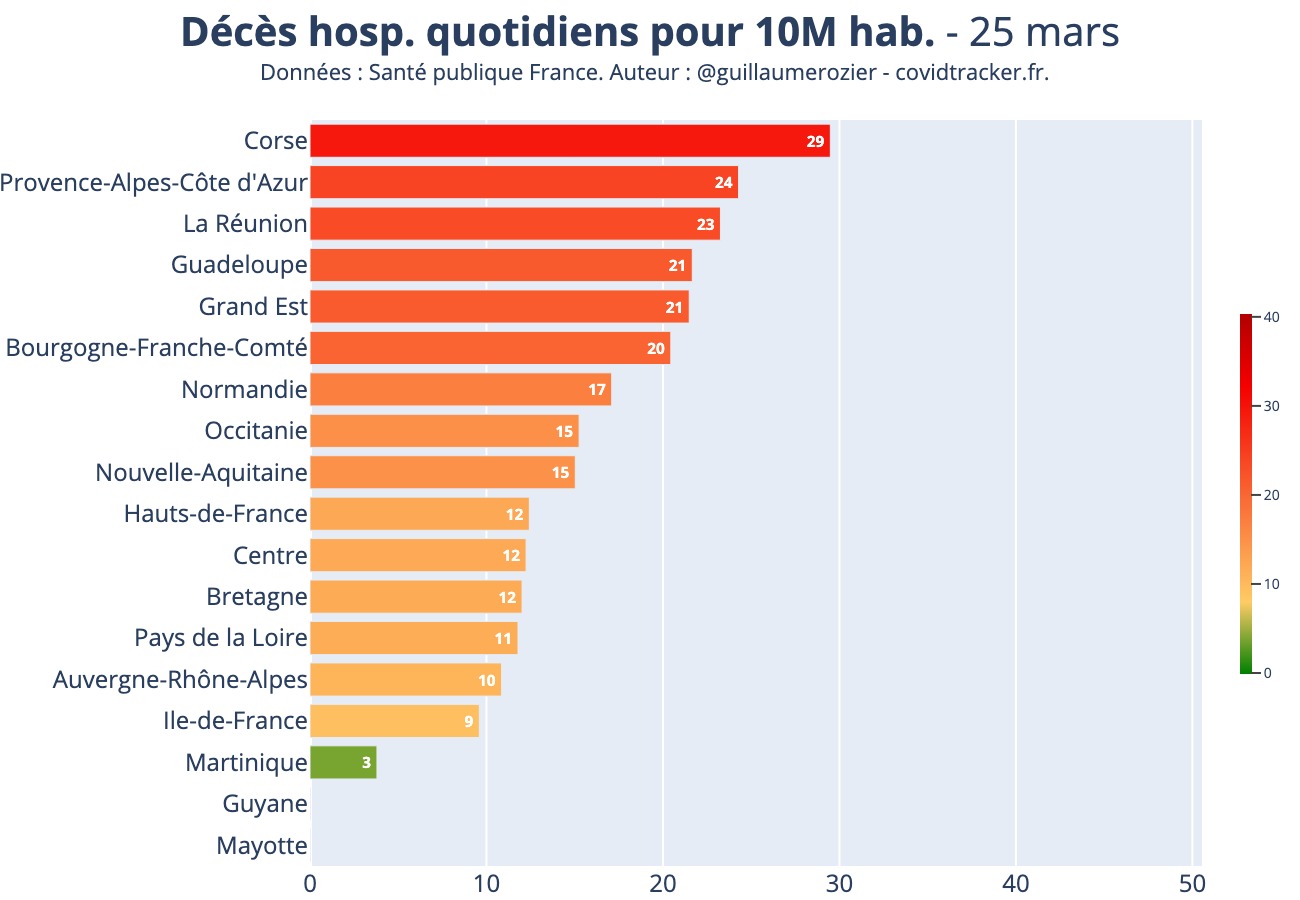 Décès hosp. quotidiens pour 10M hab. - 25 mars
Données : Santé publique France. Auteur : @guillaumerozier - covidtracker.fr.
Corse 29
Provence-Alpes-Côte d'Azur 24
La Réunion 23
Guadeloupe 21
Grand Est 21
Bourgogne-Franche-Comté 20
Normandie 17
Occitanie 15
Nouvelle-Aquitaine 15
Hauts-de-France 12
Centre 12
Bretagne 12
Pays de la Loire 11
Auvergne-Rhône-Alpes 10
Ile-de-France 9
Martinique 3
Guyane
Mayotte
0 10 20 30 40 50
40
30
20
10
0